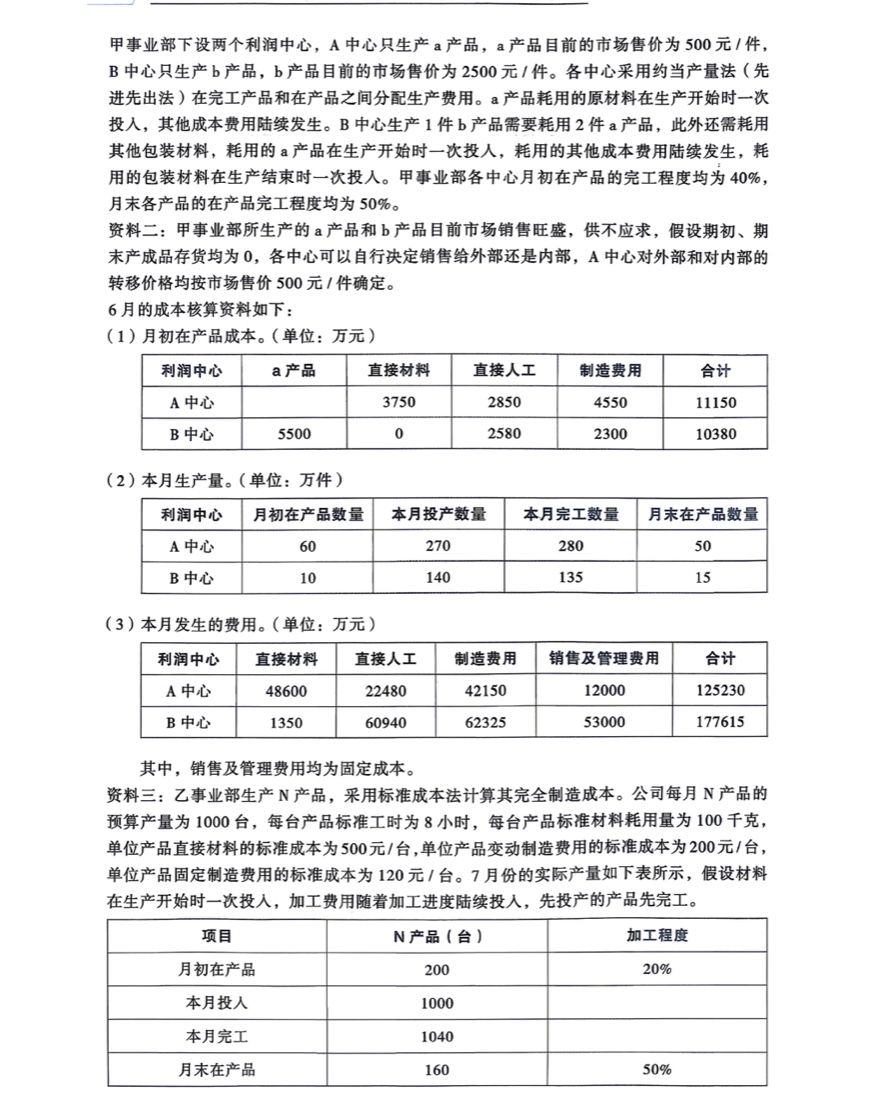 甲事业部下设两个利润中心，A 中心只生产 a 产品，a 产品目前的市场售价为 500 元 / 件，
B 中心只生产 b 产品，b 产品目前的市场售价为 2500 元 / 件。各中心采用约当产量法（先
进先出法）在完工产品和在产品之间分配生产费用。a 产品耗用的原材料在生产开始时一次
投入，其他成本费用陆续发生。B 中心生产 1 件 b 产品需要耗用 2 件 a 产品，此外还需耗用
其他包装材料，耗用的 a 产品在生产开始时一次投入，耗用的其他成本费用陆续发生，耗
用的包装材料在生产结束时一次投入。甲事业部各中心月初在产品的完工程度均为 40%，
月末各产品的在产品完工程度均为 50%。
资料二：甲事业部所生产的 a 产品和 b 产品目前市场销售旺盛，供不应求，假设期初、期
末产成品存货均为 0，各中心可以自行决定销售给外部还是内部，A 中心对外部和对内部的
转移价格均按市场售价 500 元 / 件确定。
6 月的成本核算资料如下：
（1）月初在产品成本。（单位：万元）
利润中心 a 产品 直接材料 直接人工 制造费用 合计
A 中心 3750 2850 4550 11150
B 中心 5500 0 2580 2300 10380
（2）本月生产量。（单位：万件）
利润中心 月初在产品数量 本月投产数量 本月完工数量 月末在产品数量
A 中心 60 270 280 50
B 中心 10 140 135 15
（3）本月发生的费用。（单位：万元）
利润中心 直接材料 直接人工 制造费用 销售及管理费用 合计
A 中心 48600 22480 42150 12000 125230
B 中心 1350 60940 62325 53000 177615
其中，销售及管理费用均为固定成本。
资料三：乙事业部生产 N 产品，采用标准成本法计算其完全制造成本。公司每月 N 产品的
预算产量为 1000 台，每台产品标准工时为 8 小时，每台产品标准材料耗用量为 100 千克，
单位产品直接材料的标准成本为 500 元/台，单位产品变动制造费用的标准成本为 200 元/台，
单位产品固定制造费用的标准成本为 120 元 / 台。7 月份的实际产量如下表所示，假设材料
在生产开始时一次投入，加工费用随着加工进度陆续投入，先投产的产品先完工。
项目 N 产品（台） 加工程度
月初在产品 200 20%
本月投入 1000
本月完工 1040
月末在产品 160 50%